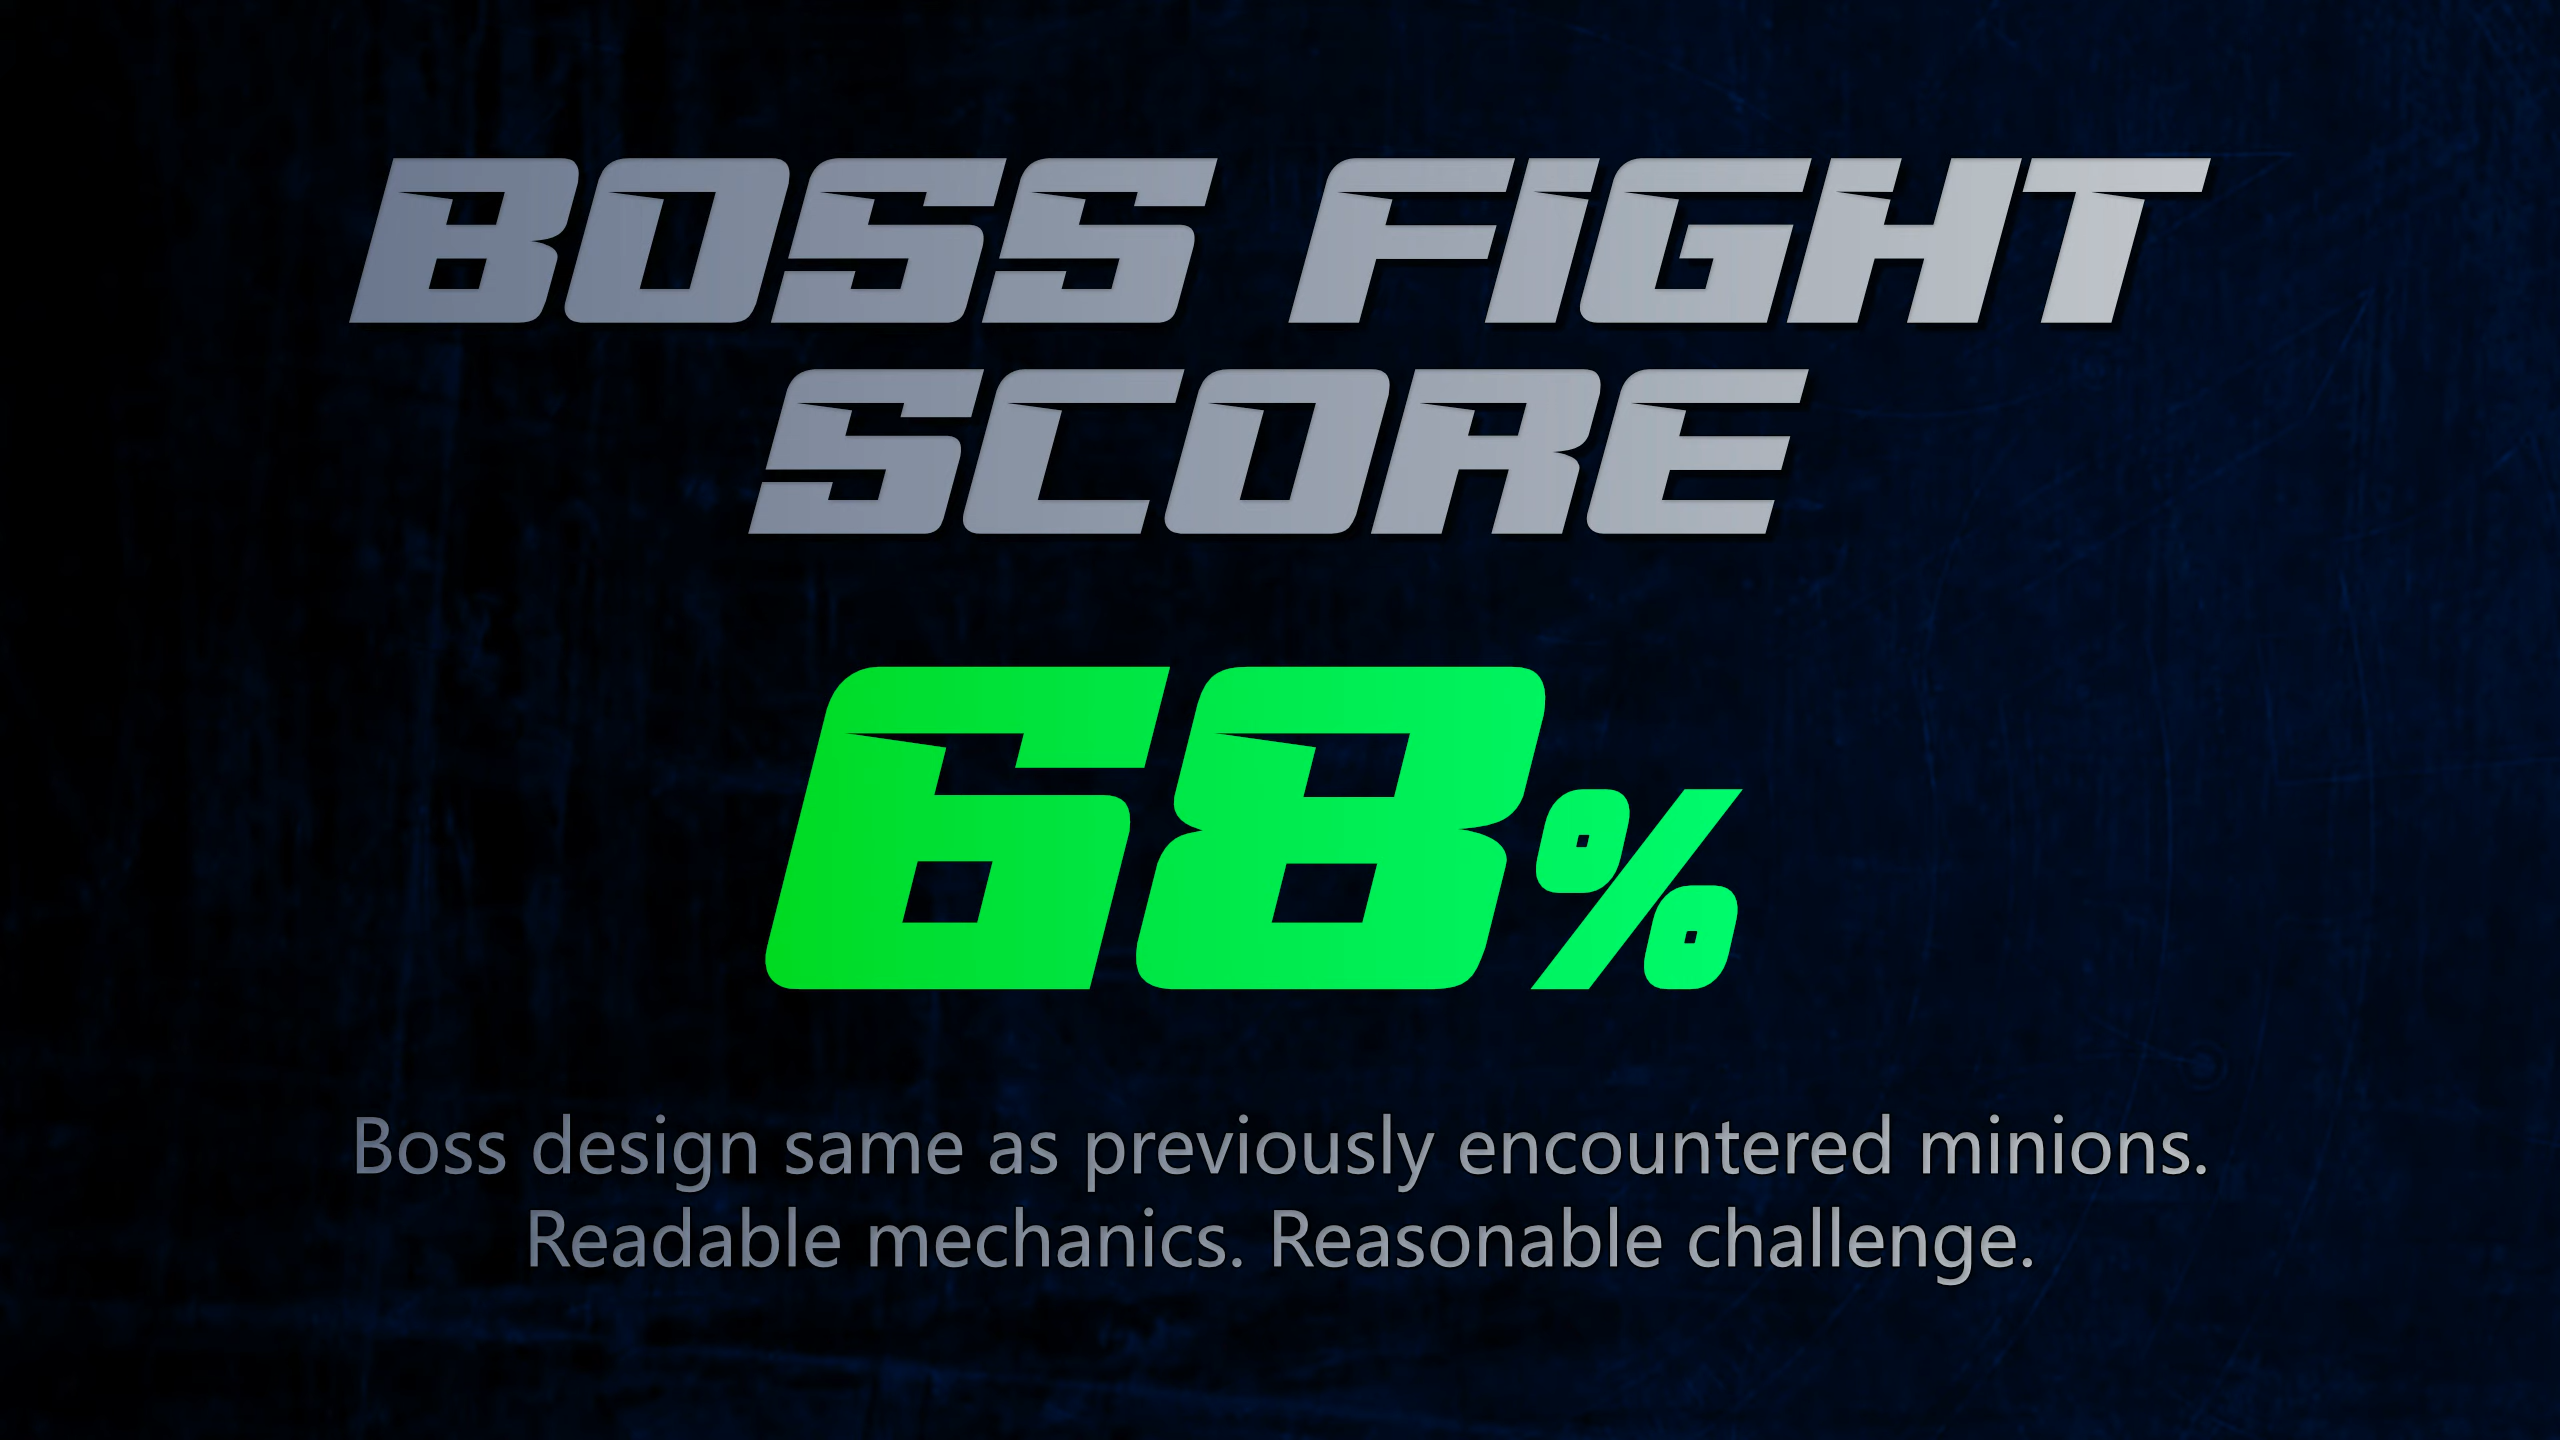 BOSS FIGHT
SCORE
68%
Boss design same as previously encountered minions.
Readable mechanics. Reasonable challenge.